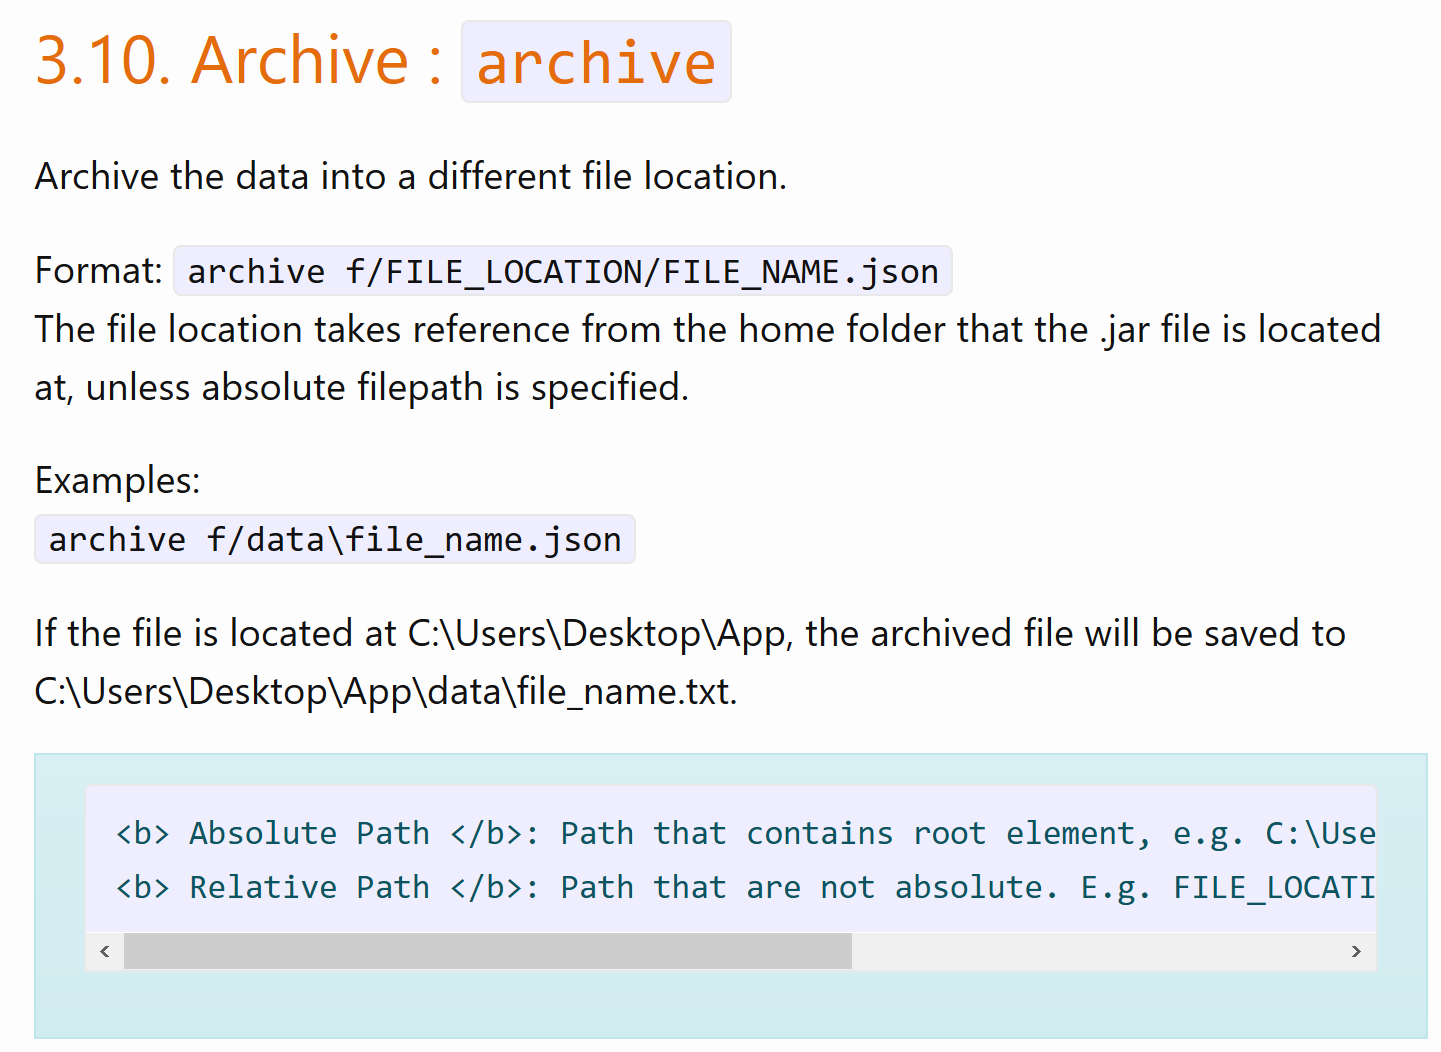 3.10. Archive : archive
Archive the data into a different file location.
Format: archive f/FILE_LOCATION/FILE_NAME.json
The file location takes reference from the home folder that the .jar file is located
at, unless absolute filepath is specified.
Examples:
archive f/data\file_name.json
If the file is located at C:\Users\Desktop\App, the archived file will be saved to
C:\Users\Desktop\App\data\file_name.txt.
<b> Absolute Path </b>: Path that contains root element, e.g. C:\Use
<b> Relative Path </b>: Path that are not absolute. E.g. FILE_LOCATI